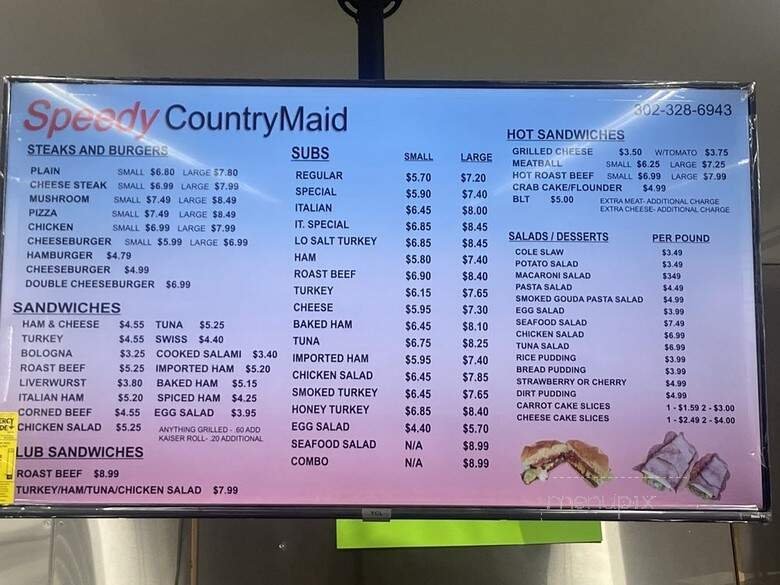 Speedy CountryMaid
302-328-6943
STEAKS AND BURGERS
PLAIN SMALL $6.80 LARGE $7.80
CHEESE STEAK SMALL $6.99 LARGE $7.99
MUSHROOM SMALL $7.49 LARGE $8.49
PIZZA SMALL $7.49 LARGE $8.49
CHICKEN SMALL $6.99 LARGE $7.99
CHEESEBURGER SMALL $5.99 LARGE $6.99
HAMBURGER $4.79
CHEESEBURGER $4.99
DOUBLE CHEESEBURGER $6.99
SANDWICHES
HAM & CHEESE $4.55 TUNA $5.25
TURKEY $4.55 SWISS $4.40
BOLOGNA $3.25 COOKED SALAMI $3.40
ROAST BEEF $5.25 IMPORTED HAM $5.20
LIVERWURST $3.80 BAKED HAM $5.15
ITALIAN HAM $5.20 SPICED HAM $4.25
CORNED BEEF $4.55 EGG SALAD $3.95
CHICKEN SALAD $5.25 ANYTHING GRILLED - .60 ADD
KAISER ROLL- .20 ADDITIONAL
LUB SANDWICHES
ROAST BEEF $8.99
TURKEY/HAM/TUNA/CHICKEN SALAD $7.99
SUBS SMALL LARGE
REGULAR $5.70 $7.20
SPECIAL $5.90 $7.40
ITALIAN $6.45 $8.00
IT. SPECIAL $6.85 $8.45
LO SALT TURKEY $6.85 $8.45
HAM $5.80 $7.40
ROAST BEEF $6.90 $8.40
TURKEY $6.15 $7.65
CHEESE $5.95 $7.30
BAKED HAM $6.45 $8.10
TUNA $6.75 $8.25
IMPORTED HAM $5.95 $7.40
CHICKEN SALAD $6.45 $7.85
SMOKED TURKEY $6.45 $7.65
HONEY TURKEY $6.85 $8.40
EGG SALAD $4.40 $5.70
SEAFOOD SALAD N/A $8.99
COMBO N/A $8.99
HOT SANDWICHES
GRILLED CHEESE $3.50 W/TOMATO $3.75
MEATBALL SMALL $6.25 LARGE $7.25
HOT ROAST BEEF SMALL $6.99 LARGE $7.99
CRAB CAKE/FLOUNDER $4.99
BLT $5.00 EXTRA MEAT- ADDITIONAL CHARGE
EXTRA CHEESE- ADDITIONAL CHARGE
SALADS / DESSERTS PER POUND
COLE SLAW $3.49
POTATO SALAD $3.49
MACARONI SALAD $349
PASTA SALAD $4.49
SMOKED GOUDA PASTA SALAD $4.99
EGG SALAD $3.99
SEAFOOD SALAD $7.49
CHICKEN SALAD $6.99
TUNA SALAD $6.99
RICE PUDDING $3.99
BREAD PUDDING $3.99
STRAWBERRY OR CHERRY $4.99
DIRT PUDDING $4.99
CARROT CAKE SLICES 1 - $1.59 2 - $3.00
CHEESE CAKE SLICES 1 - $2.49 2 - $4.00
menupix
TCL